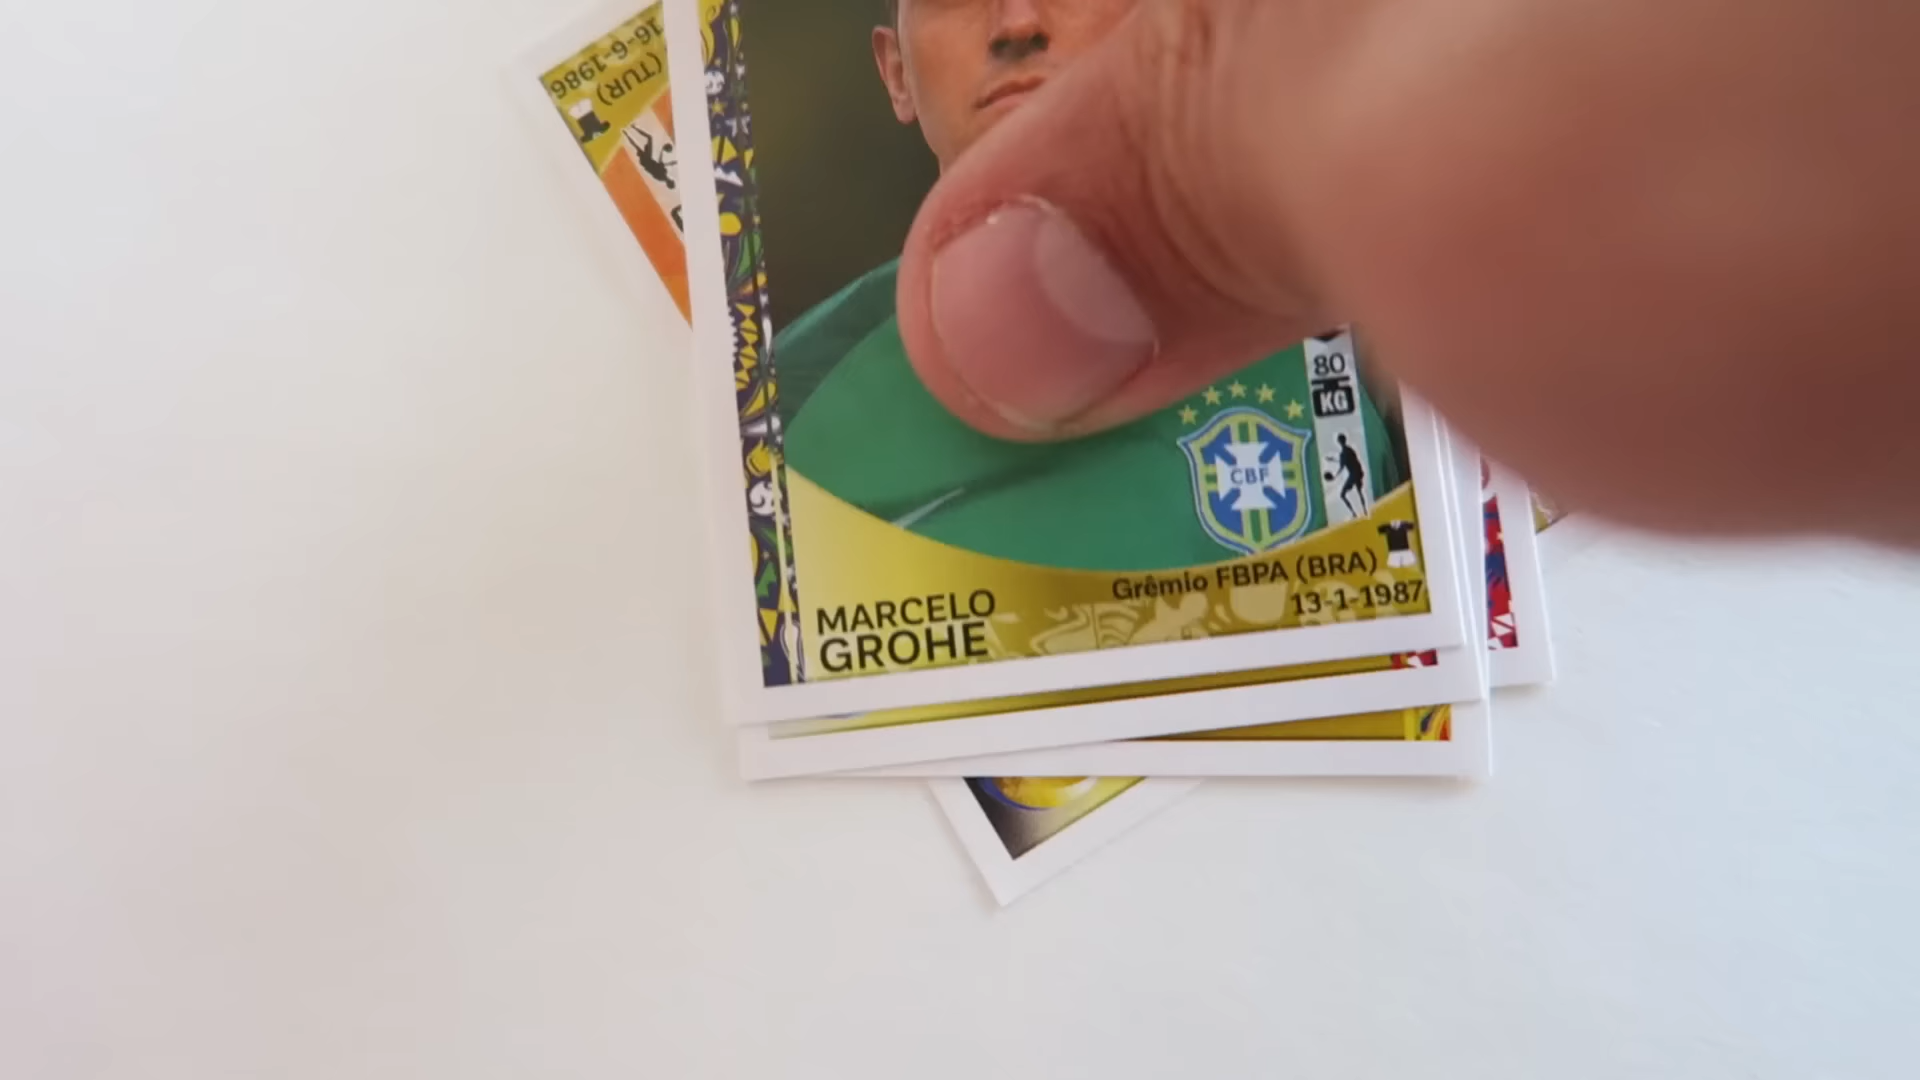 16-6-1986
(TUR)
80
KG
CBF
Grêmio FBPA (BRA)
13-1-1987
MARCELO
GROHE